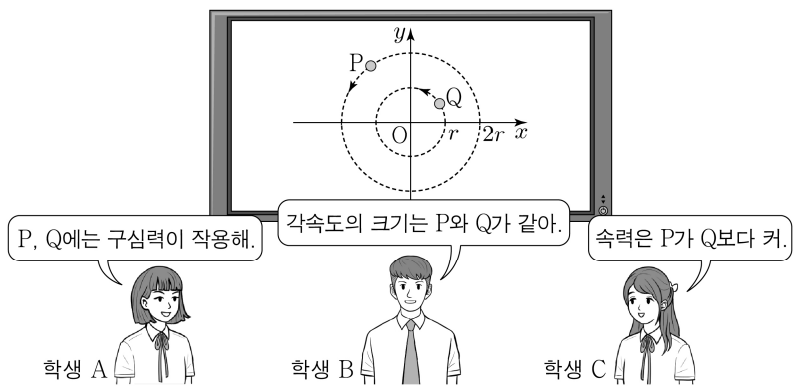 y
P
Q
O
r
2r
x
P, Q에는 구심력이 작용해.
각속도의 크기는 P와 Q가 같아.
속력은 P가 Q보다 커.
학생 A
학생 B
학생 C